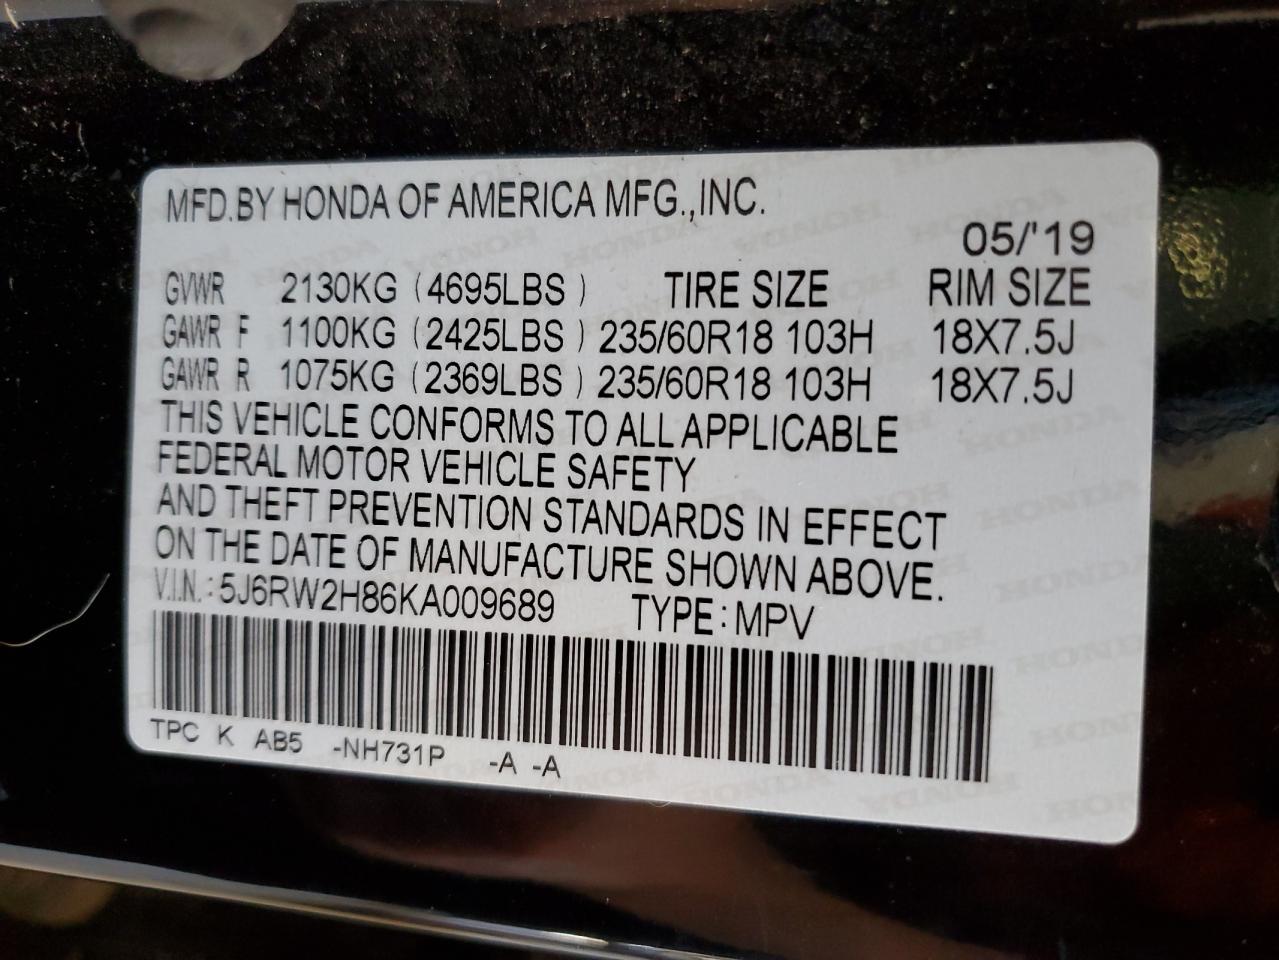 MFD.BY HONDA OF AMERICA MFG.,INC.
05/'19
GVWR 2130KG (4695LBS ) TIRE SIZE RIM SIZE
GAWR F 1100KG (2425LBS ) 235/60R18 103H 18X7.5J
GAWR R 1075KG (2369LBS ) 235/60R18 103H 18X7.5J
THIS VEHICLE CONFORMS TO ALL APPLICABLE
FEDERAL MOTOR VEHICLE SAFETY
AND THEFT PREVENTION STANDARDS IN EFFECT
ON THE DATE OF MANUFACTURE SHOWN ABOVE.
V.I.N.: 5J6RW2H86KA009689 TYPE: MPV
TPC K AB5 -NH731P -A -A